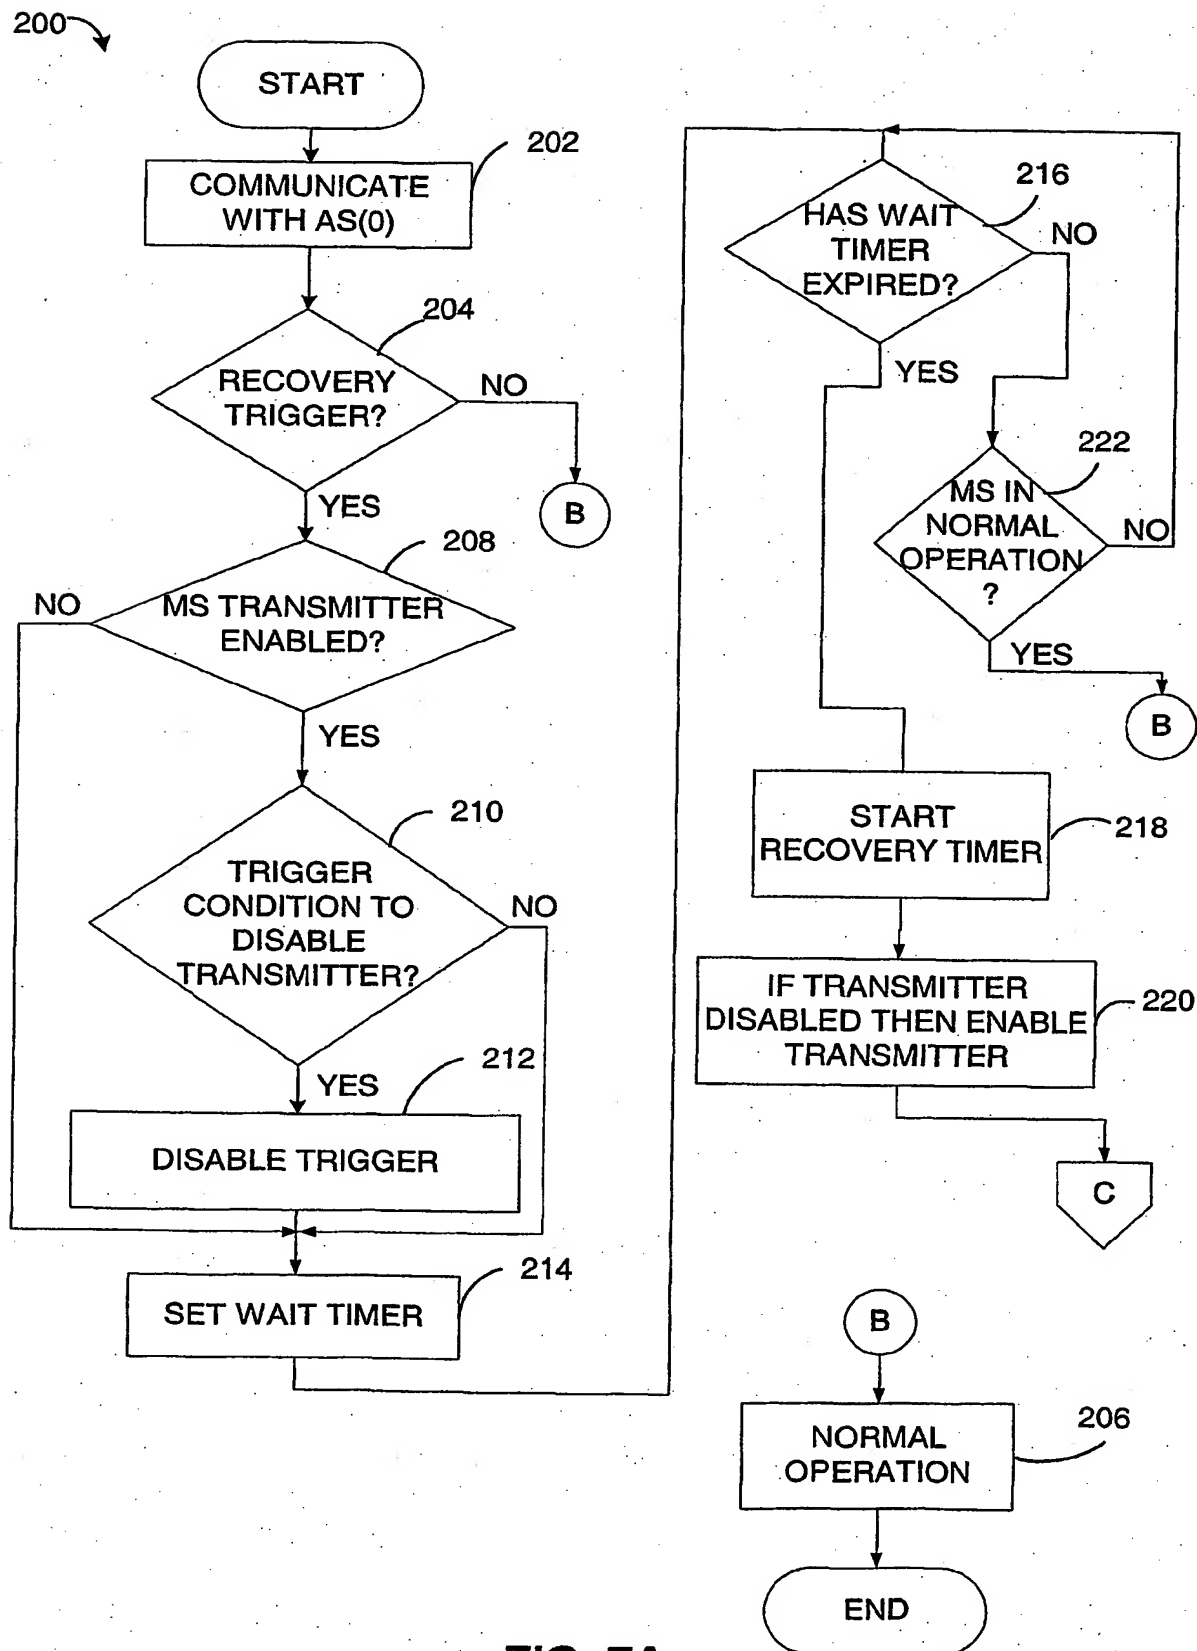 200
START
202
COMMUNICATE
WITH AS(0)
204
RECOVERY
TRIGGER?
NO
B
YES
208
NO
MS TRANSMITTER
ENABLED?
YES
210
TRIGGER
CONDITION TO
DISABLE
TRANSMITTER?
NO
YES
212
DISABLE TRIGGER
214
SET WAIT TIMER
216
HAS WAIT
TIMER
EXPIRED?
NO
YES
222
MS IN
NORMAL
OPERATION
?
NO
YES
B
START
RECOVERY TIMER
218
IF TRANSMITTER
DISABLED THEN ENABLE
TRANSMITTER
220
C
B
206
NORMAL
OPERATION
END